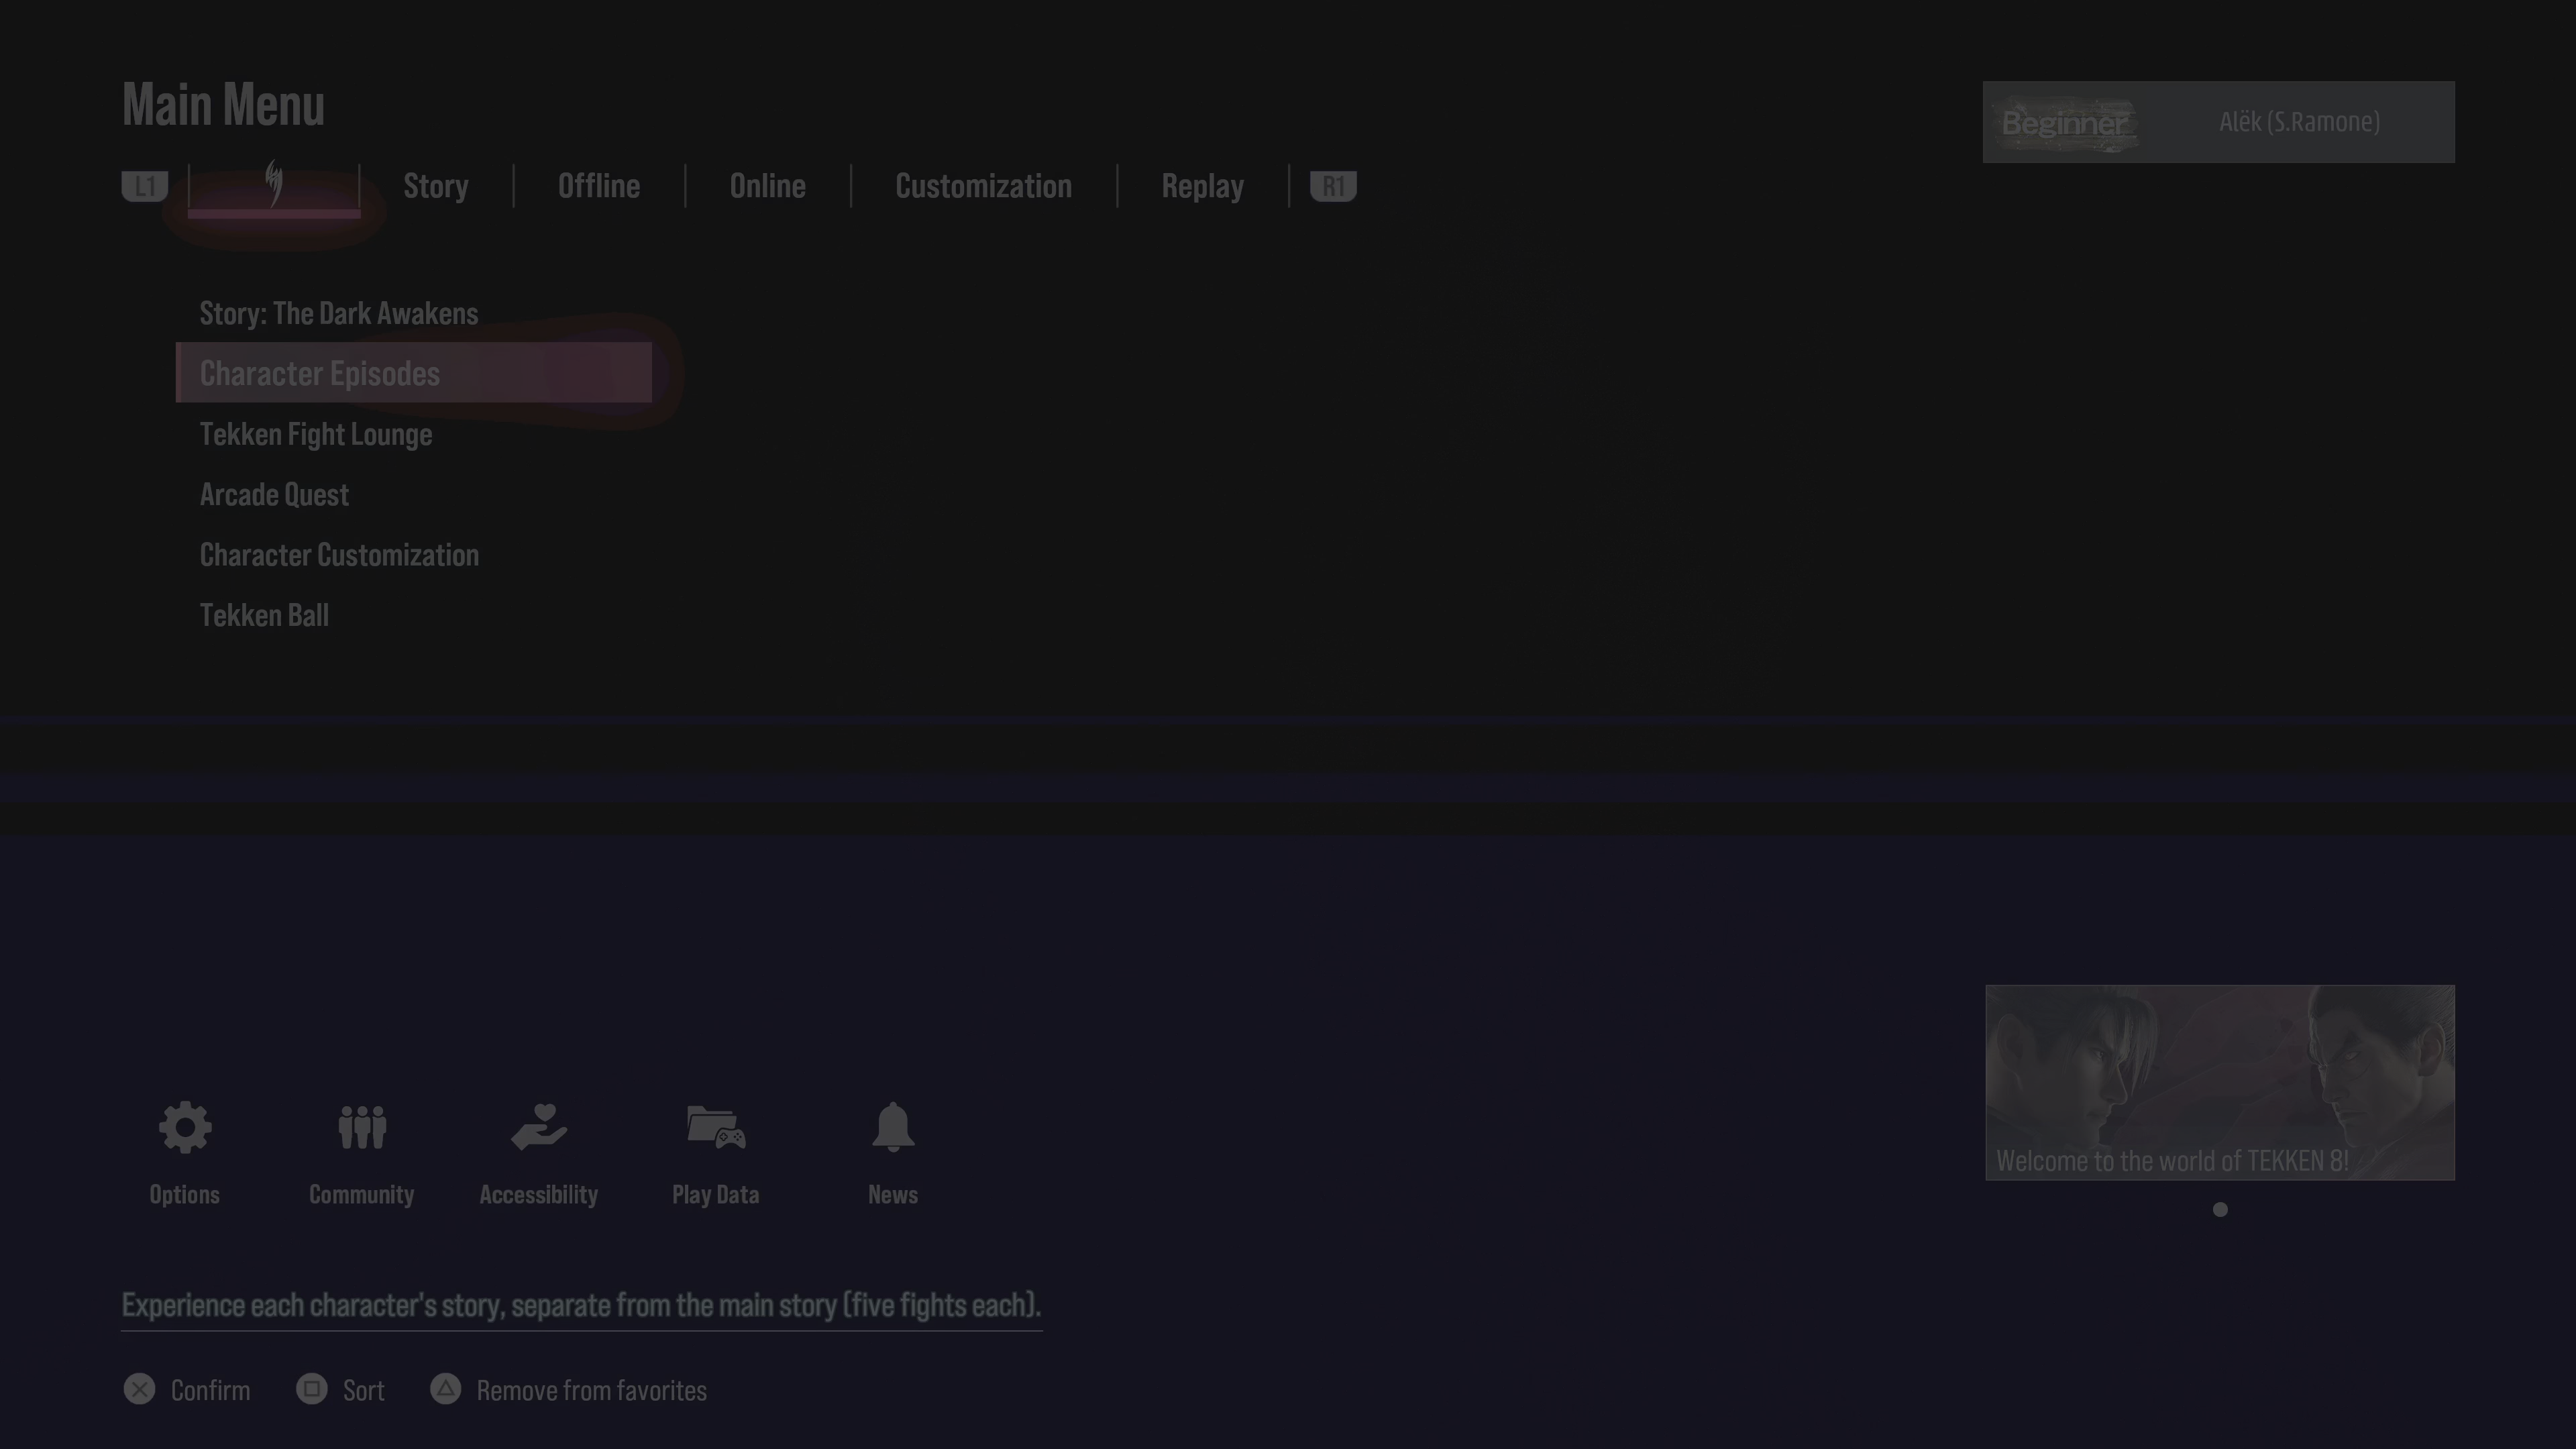 Main Menu
Beginner
Alëk (S.Ramone)
L1
Story
Offline
Online
Customization
Replay
R1
Story: The Dark Awakens
Character Episodes
Tekken Fight Lounge
Arcade Quest
Character Customization
Tekken Ball
Welcome to the world of TEKKEN 8!
Options
Community
Accessibility
Play Data
News
Experience each character's story, separate from the main story (five fights each).
Confirm
Sort
Remove from favorites